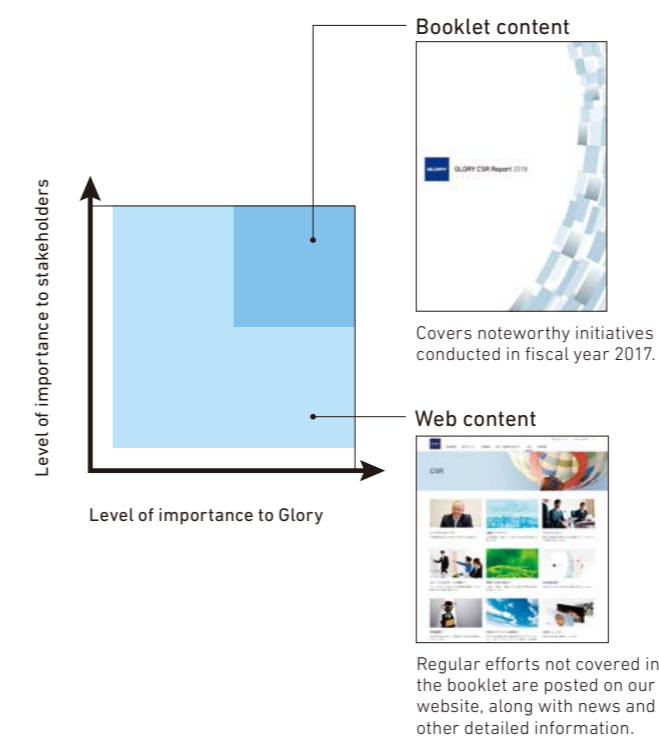 Booklet content
GLORY GLORY CSR Report 2018
Covers noteworthy initiatives
conducted in fiscal year 2017.
Level of importance to stakeholders
Level of importance to Glory
Web content
GLORY
CSR
Regular efforts not covered in
the booklet are posted on our
website, along with news and
other detailed information.